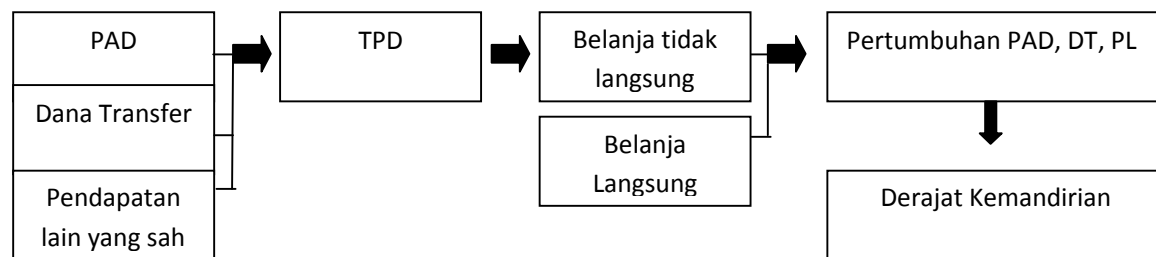 PAD
Dana Transfer
Pendapatan
lain yang sah
TPD
Belanja tidak
langsung
Belanja
Langsung
Pertumbuhan PAD, DT, PL
Derajat Kemandirian